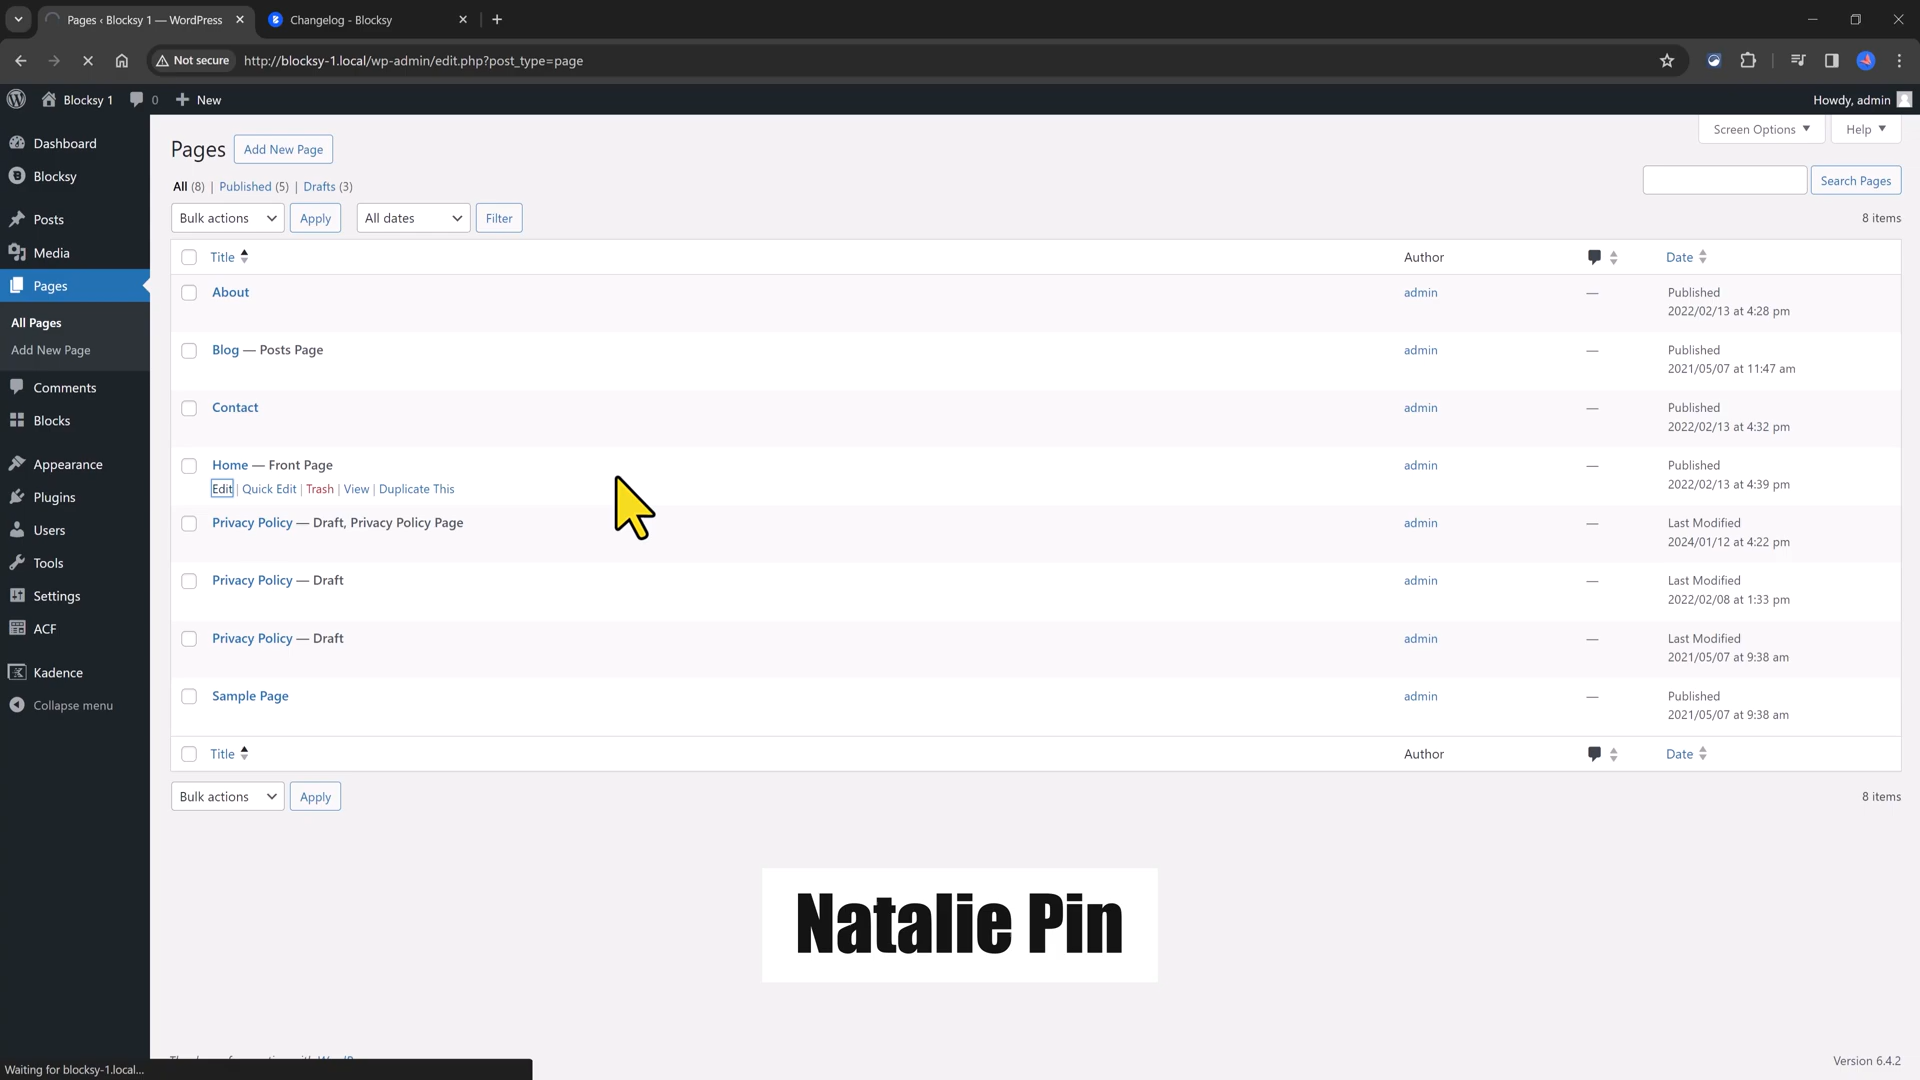 Pages ‹ Blocksy 1 — WordPress
Changelog - Blocksy
Not secure
http://blocksy-1.local/wp-admin/edit.php?post_type=page
Blocksy 1
0
New
Howdy, admin
Dashboard
Blocksy
Posts
Media
Pages
All Pages
Add New Page
Comments
Blocks
Appearance
Plugins
Users
Tools
Settings
ACF
Kadence
Collapse menu
Screen Options
Help
Pages
Add New Page
All (8) | Published (5) | Drafts (3)
Search Pages
Bulk actions
Apply
All dates
Filter
8 items
Title
Author
Date
About
admin
—
Published
2022/02/13 at 4:28 pm
Blog — Posts Page
admin
—
Published
2021/05/07 at 11:47 am
Contact
admin
—
Published
2022/02/13 at 4:32 pm
Home — Front Page
Edit | Quick Edit | Trash | View | Duplicate This
admin
—
Published
2022/02/13 at 4:39 pm
Privacy Policy — Draft, Privacy Policy Page
admin
—
Last Modified
2024/01/12 at 4:22 pm
Privacy Policy — Draft
admin
—
Last Modified
2022/02/08 at 1:33 pm
Privacy Policy — Draft
admin
—
Last Modified
2021/05/07 at 9:38 am
Sample Page
admin
—
Published
2021/05/07 at 9:38 am
Title
Author
Date
Bulk actions
Apply
8 items
Natalie Pin
Version 6.4.2
Waiting for blocksy-1.local...